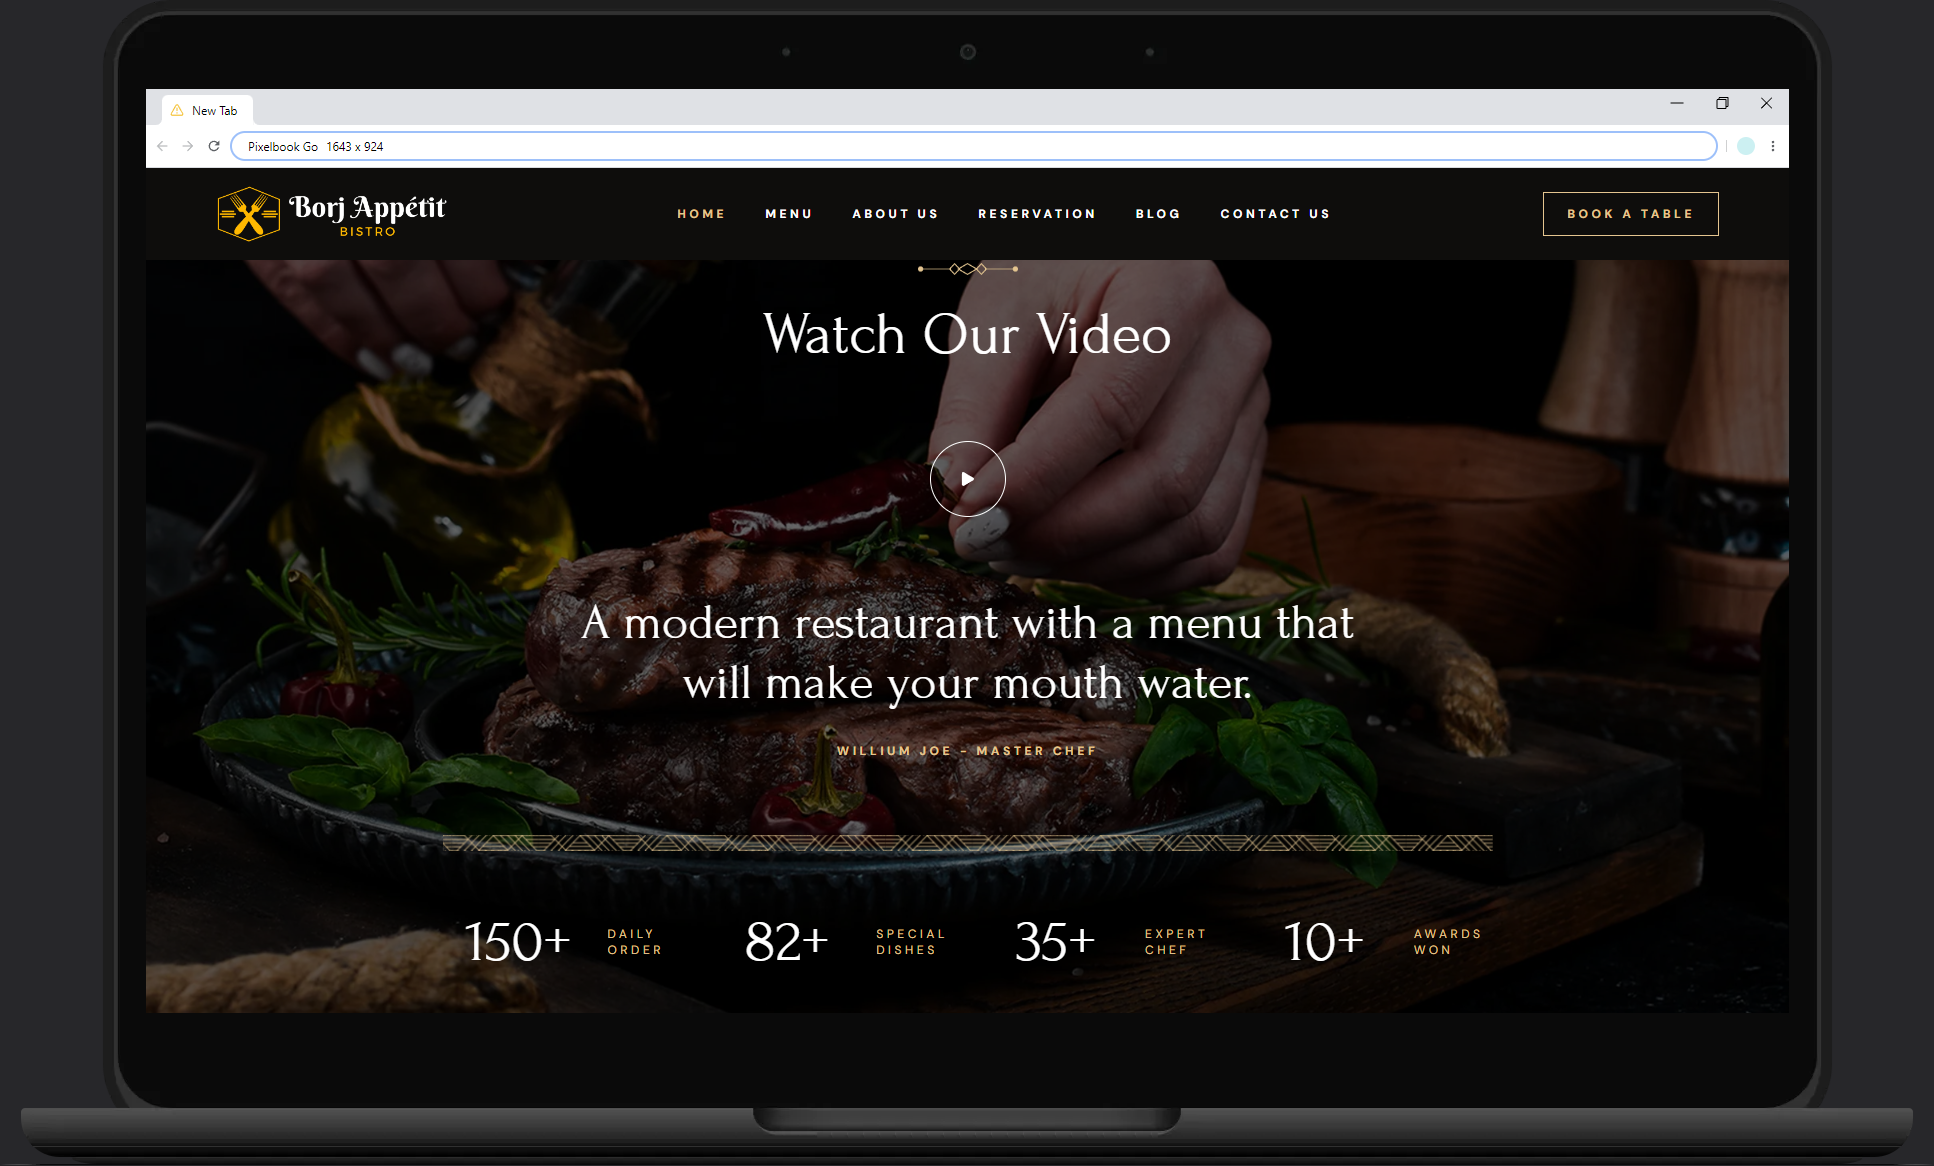 New Tab
Pixelbook Go 1643 x 924
Borj Appétit
BISTRO
HOME MENU ABOUT US RESERVATION BLOG CONTACT US
BOOK A TABLE
Watch Our Video
A modern restaurant with a menu that
will make your mouth water.
WILLIUM JOE - MASTER CHEF
150+ DAILY
ORDER
82+ SPECIAL
DISHES
35+ EXPERT
CHEF
10+ AWARDS
WON